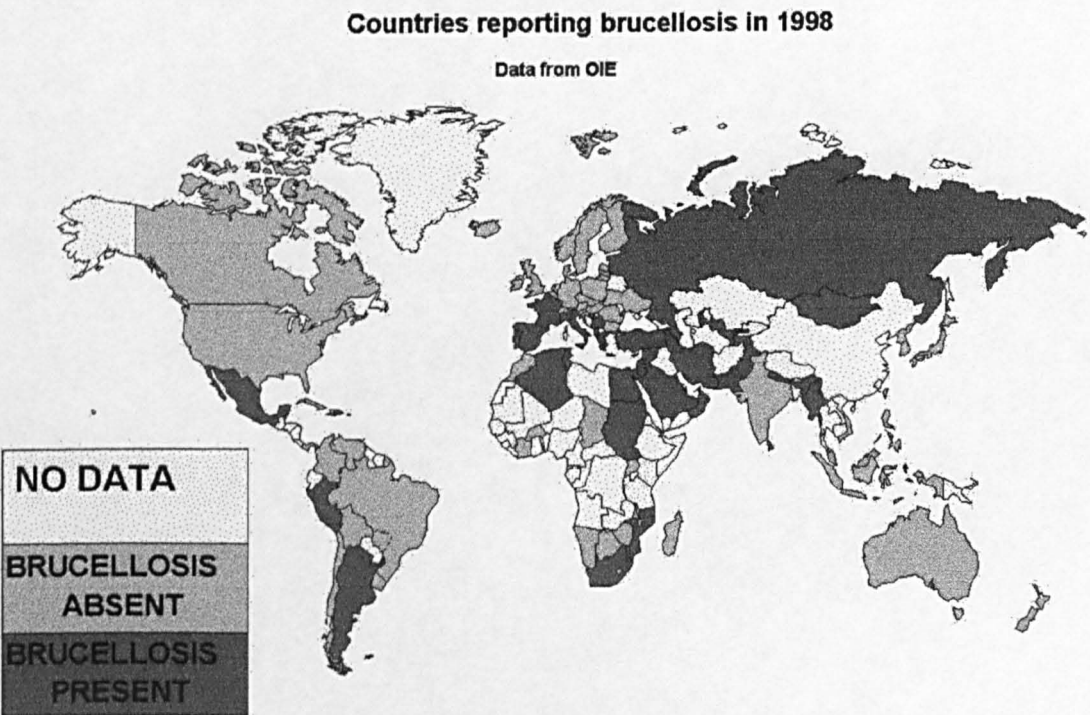 Countries reporting brucellosis in 1998
Data from OIE
NO DATA
BRUCELLOSIS
ABSENT
BRUCELLOSIS
PRESENT